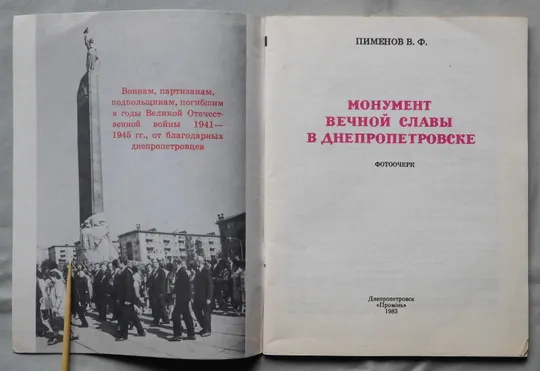 Воинам, партизанам,
подпольщикам, погибшим
в годы Великой Отечест-
венной войны 1941—
1945 гг., от благодарных
днепропетровцев
ПИМЕНОВ В. Ф.
МОНУМЕНТ
ВЕЧНОЙ СЛАВЫ
В ДНЕПРОПЕТРОВСКЕ
ФОТООЧЕРК
Днепропетровск
«Проминь»
1983